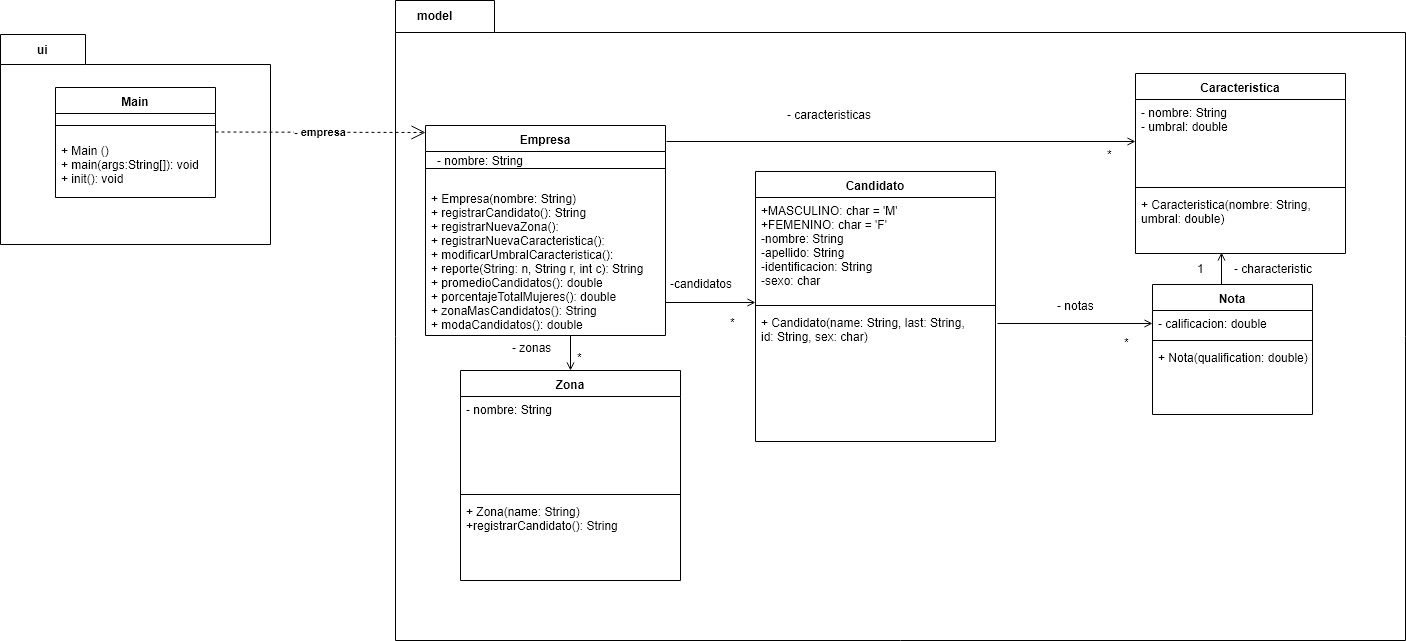 model
ui
Main
+ Main ()
+ main(args:String[]): void
+ init(): void
- empresa
Empresa
- nombre: String
+ Empresa(nombre: String)
+ registrarCandidato(): String
+ registrarNuevaZona():
+ registrarNuevaCaracteristica():
+ modificarUmbralCaracteristica():
+ reporte(String: n, String r, int c): String
+ promedioCandidatos(): double
+ porcentajeTotalMujeres(): double
+ zonaMasCandidatos(): String
+ modaCandidatos(): double
- caracteristicas
*
Caracteristica
- nombre: String
- umbral: double
+ Caracteristica(nombre: String,
umbral: double)
-candidatos
*
Candidato
+MASCULINO: char = 'M'
+FEMENINO: char = 'F'
-nombre: String
-apellido: String
-identificacion: String
-sexo: char
+ Candidato(name: String, last: String,
id: String, sex: char)
1
- characteristic
- notas
*
Nota
- calificacion: double
+ Nota(qualification: double)
- zonas
*
Zona
- nombre: String
+ Zona(name: String)
+registrarCandidato(): String